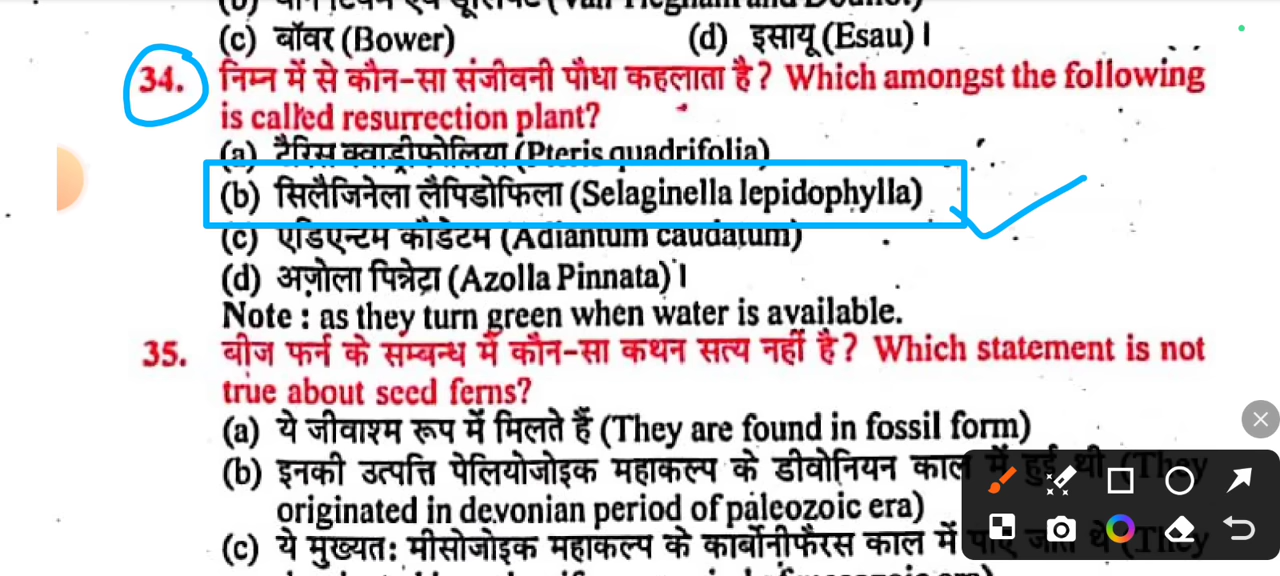 (c) बॉवर (Bower) (d) इसायू (Esau) ।
34. निम्न में से कौन-सा संजीवनी पौधा कहलाता है? Which amongst the following
is called resurrection plant?
(a) टैरिस क्वाड्रीफोलिया (Pteris quadrifolia)
(b) सिलैजिनेला लैपिडोफिला (Selaginella lepidophylla)
(c) एडिएन्टम कौडेटम (Adiantum caudatum)
(d) अज़ोला पिन्नेट्रा (Azolla Pinnata) ।
Note : as they turn green when water is available.
35. बीज फर्न के सम्बन्ध में कौन-सा कथन सत्य नहीं है? Which statement is not
true about seed ferns?
(a) ये जीवाश्म रूप में मिलते हैं (They are found in fossil form)
(b) इनकी उत्पत्ति पेलियोजोइक महाकल्प के डीवोनियन काल में हुई थी (They
originated in devonian period of paleozoic era)
(c) ये मुख्यत: मीसोजोइक महाकल्प के कार्बोनीफैरस काल में थे (They